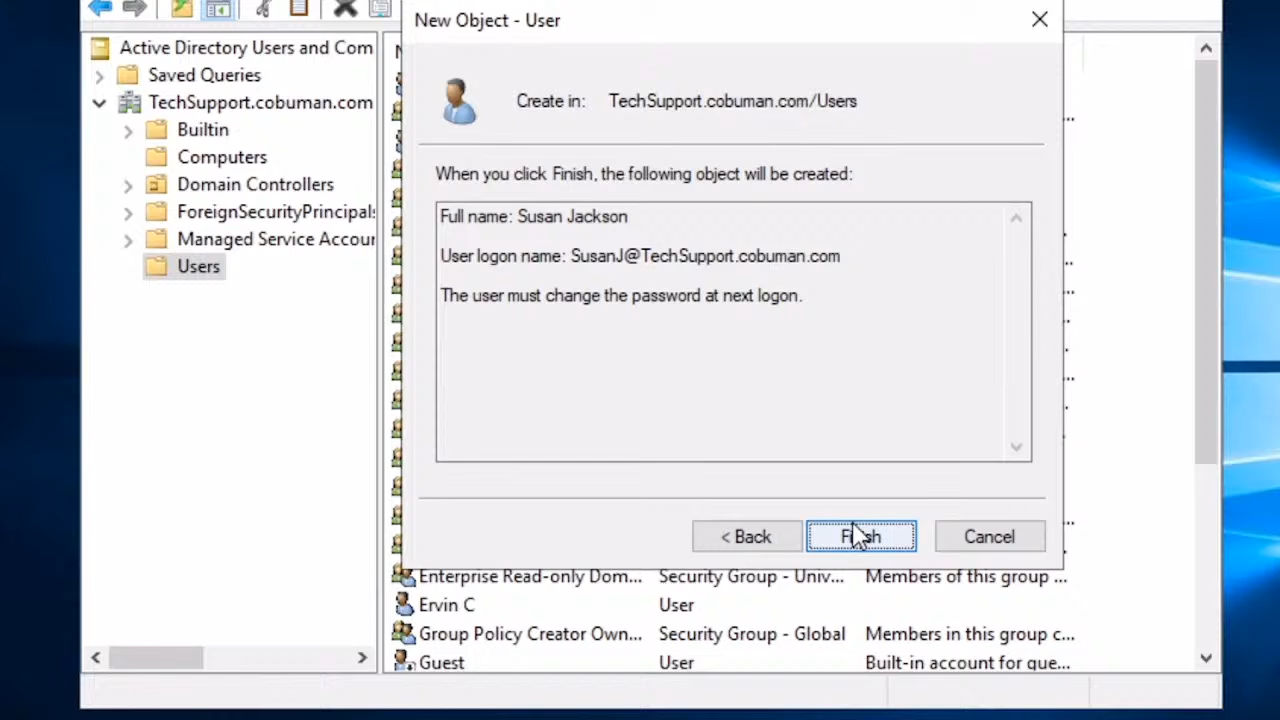 New Object - User
Active Directory Users and Com
Saved Queries
TechSupport.cobuman.com
Builtin
Computers
Domain Controllers
ForeignSecurityPrincipals
Managed Service Accour
Users
Create in: TechSupport.cobuman.com/Users
When you click Finish, the following object will be created:
Full name: Susan Jackson
User logon name: SusanJ@TechSupport.cobuman.com
The user must change the password at next logon.
< Back
Finish
Cancel
Enterprise Read-only Dom... Security Group - Univ... Members of this group ...
Ervin C User
Group Policy Creator Own... Security Group - Global Members in this group c...
Guest User Built-in account for gue...